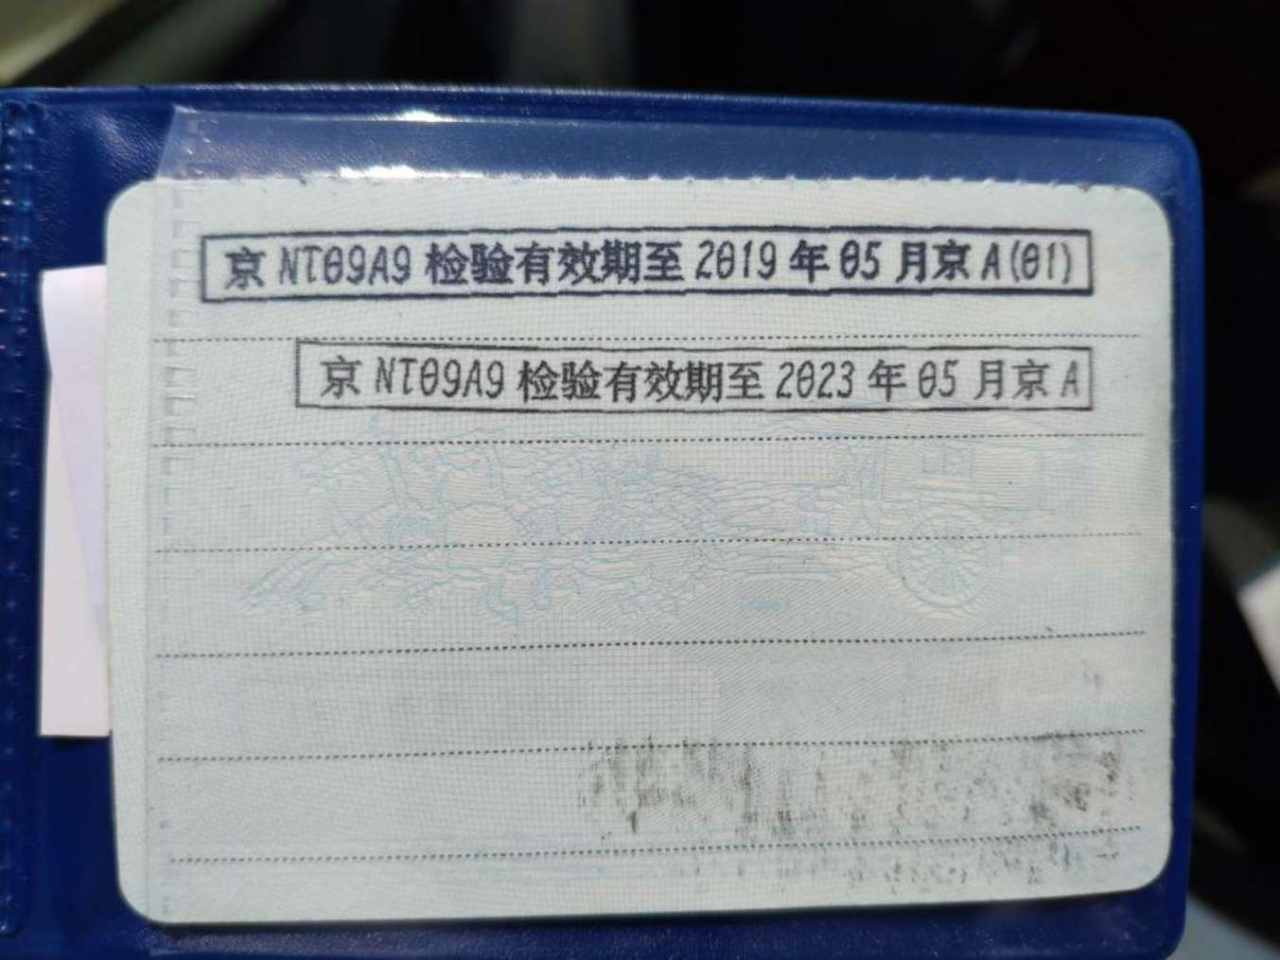 京 NT09A9 检验有效期至 2019 年 05 月京 A(01)
京 NT09A9 检验有效期至 2023 年 05 月京 A